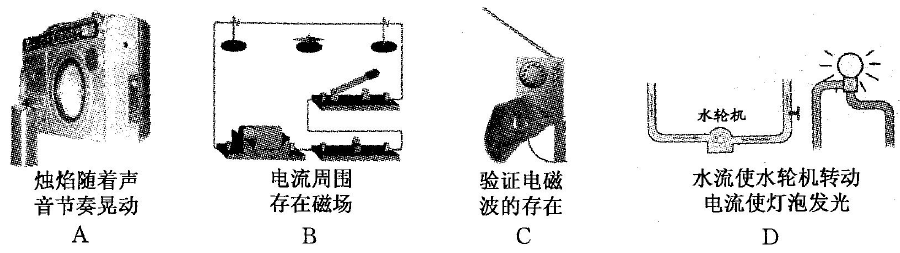 水轮机
烛焰随着声
音节奏晃动
A
电流周围
存在磁场
B
验证电磁
波的存在
C
水流使水轮机转动
电流使灯泡发光
D